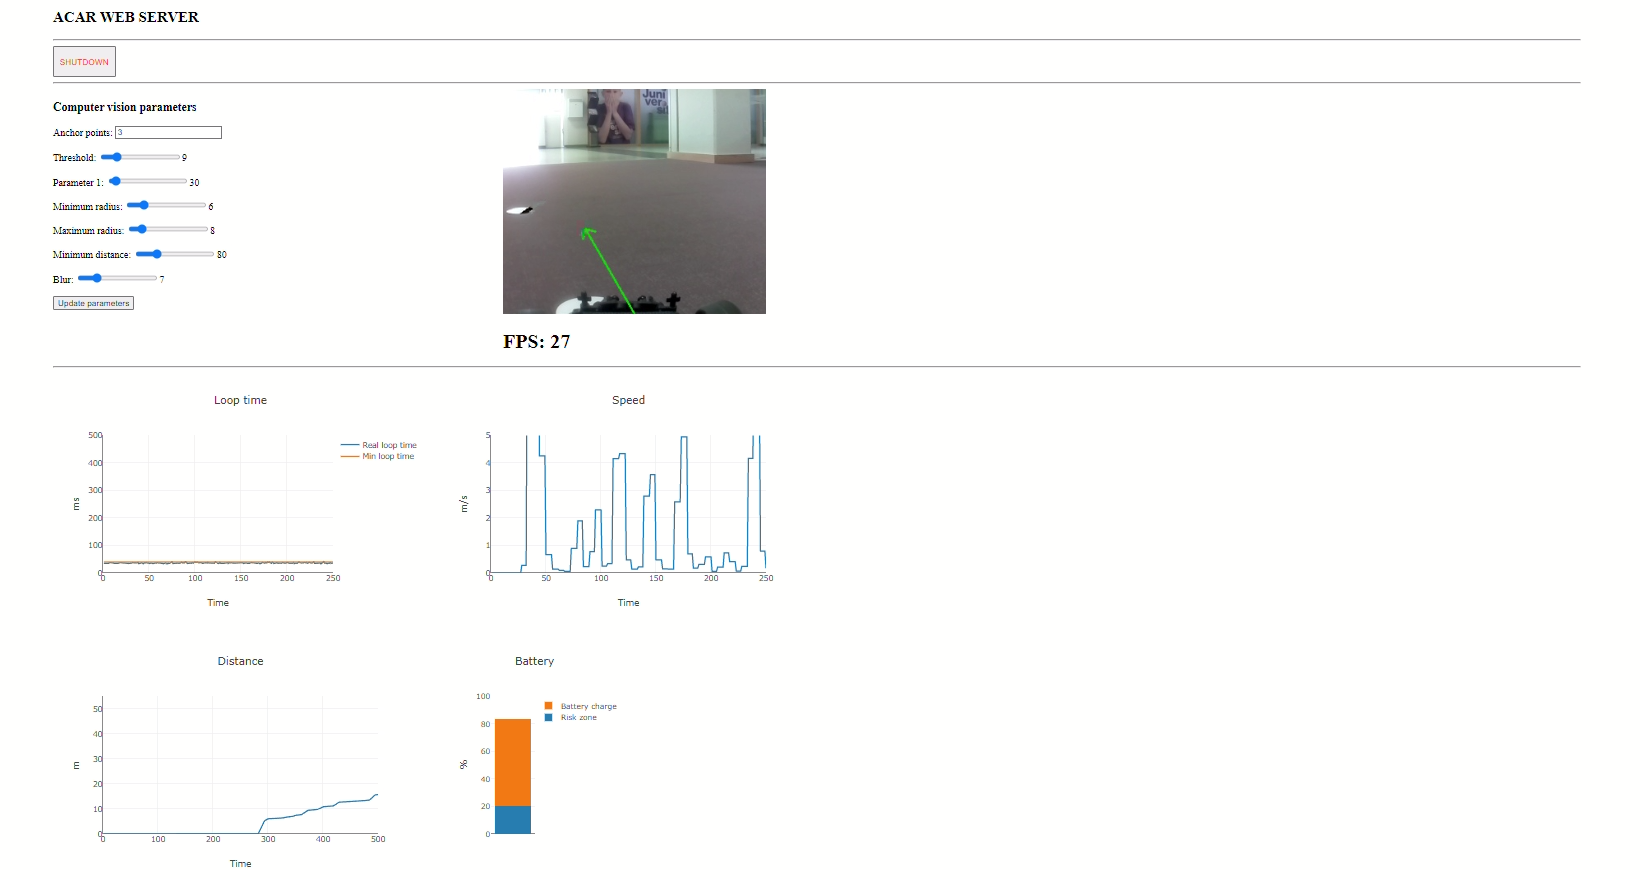 ACAR WEB SERVER
SHUTDOWN
Computer vision parameters
Anchor points: 3
Threshold: 9
Parameter 1: 30
Minimum radius: 6
Maximum radius: 8
Minimum distance: 80
Blur: 7
Update parameters
Juni
ver
si
FPS: 27
Loop time
500
400
300
200
100
0
ms
0 50 100 150 200 250
Time
Real loop time
Min loop time
Speed
5
4
3
2
1
0
m/s
0 50 100 150 200 250
Time
Distance
50
40
30
20
10
0
m
0 100 200 300 400 500
Time
Battery
100
80
60
40
20
0
%
Battery charge
Risk zone